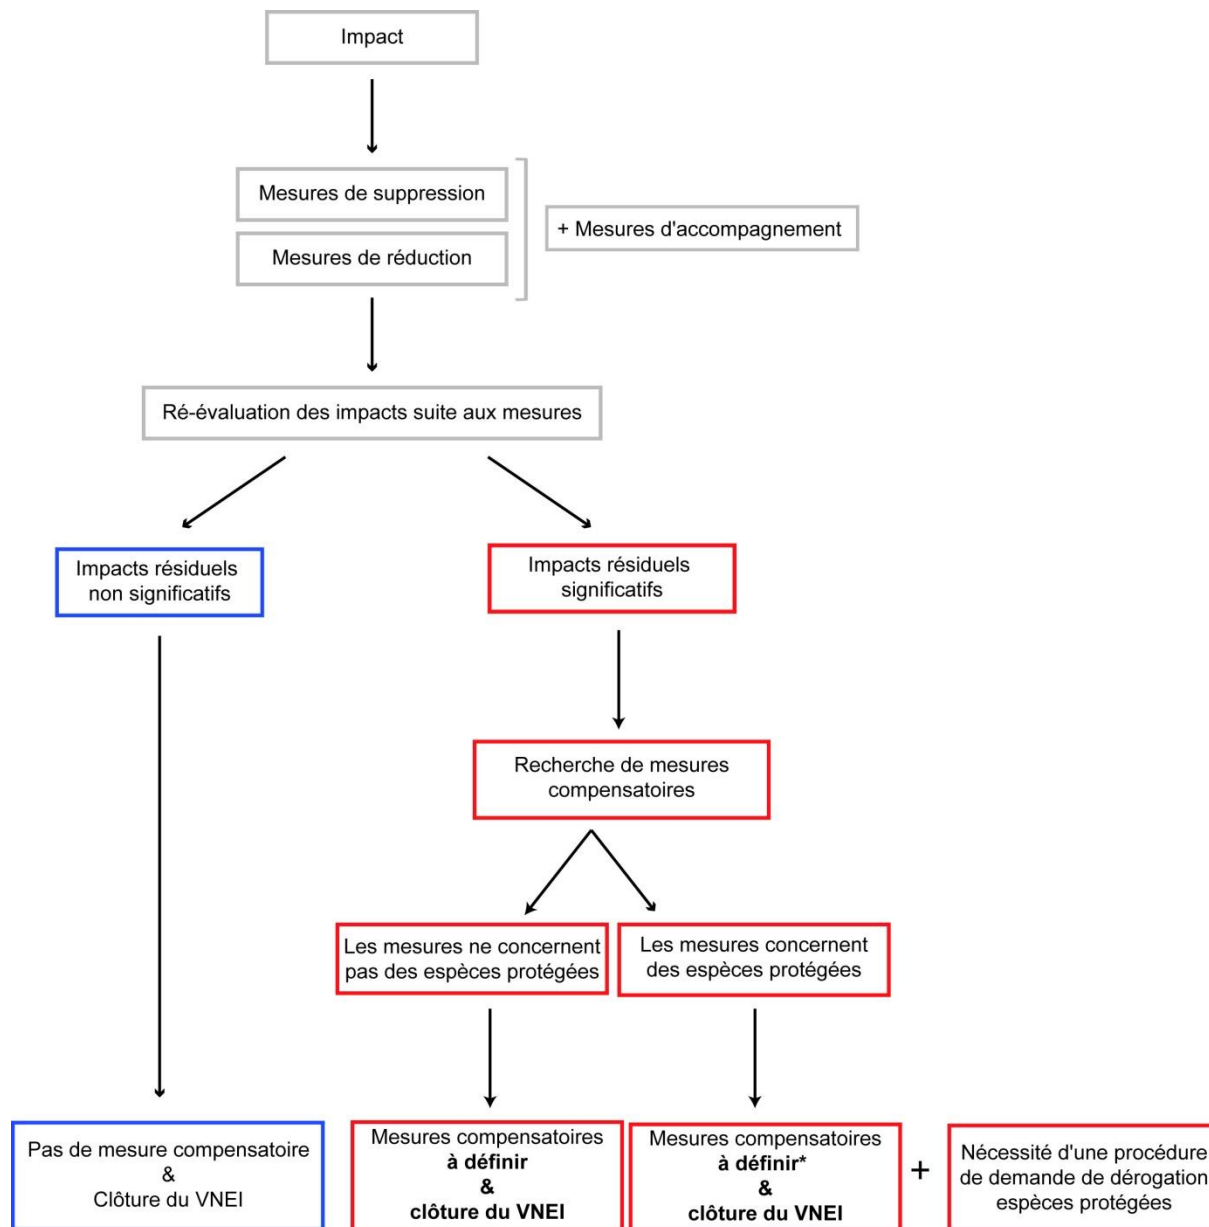 Impact
Mesures de suppression
Mesures de réduction
+ Mesures d'accompagnement
Ré-évaluation des impacts suite aux mesures
Impacts résiduels
non significatifs
Impacts résiduels
significatifs
Recherche de mesures
compensatoires
Les mesures ne concernent
pas des espèces protégées
Les mesures concernent
des espèces protégées
Pas de mesure compensatoire
&
Clôture du VNEI
Mesures compensatoires
à définir
&
clôture du VNEI
Mesures compensatoires
à définir*
&
clôture du VNEI
+
Nécessité d'une procédure
de demande de dérogation
espèces protégées